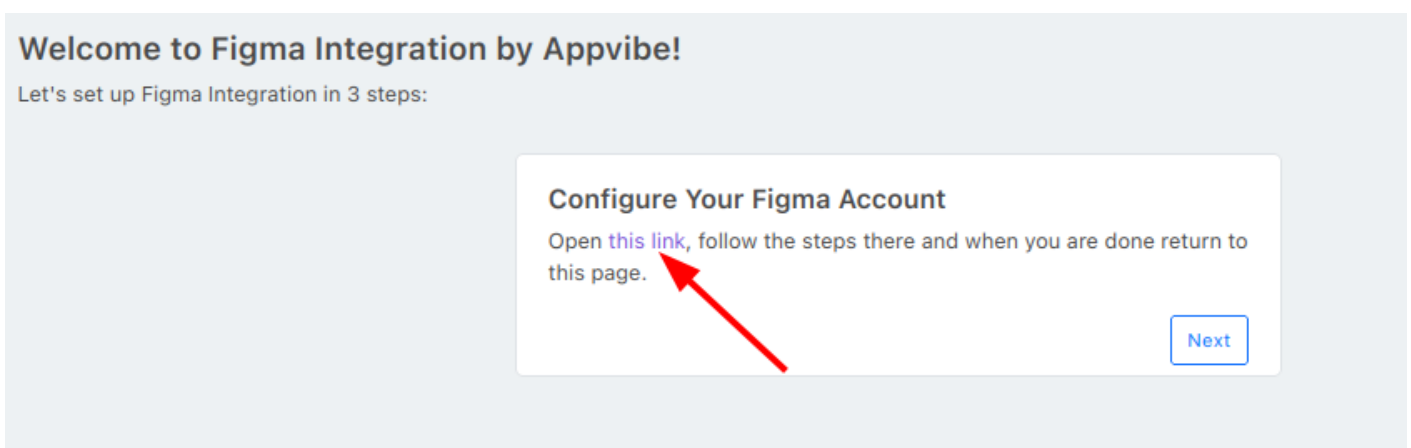 Welcome to Figma Integration by Appvibe!
Let's set up Figma Integration in 3 steps:
Configure Your Figma Account
Open this link, follow the steps there and when you are done return to
this page.
Next